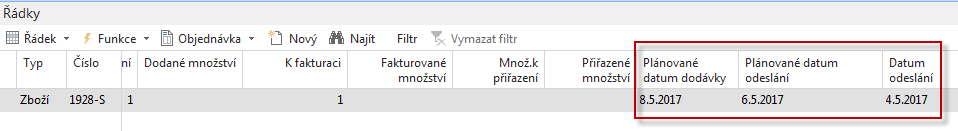 Řádky
Řádek Funkce Objednávka Nový Najít Filtr Vymazat filtr
Typ Číslo ní Dodané množství K fakturaci Fakturované množství Množ.k přiřazení Přiřazené množství Plánované datum dodávky Plánované datum odeslání Datum odeslání
Zboží 1928-S 1 1 8.5.2017 6.5.2017 4.5.2017